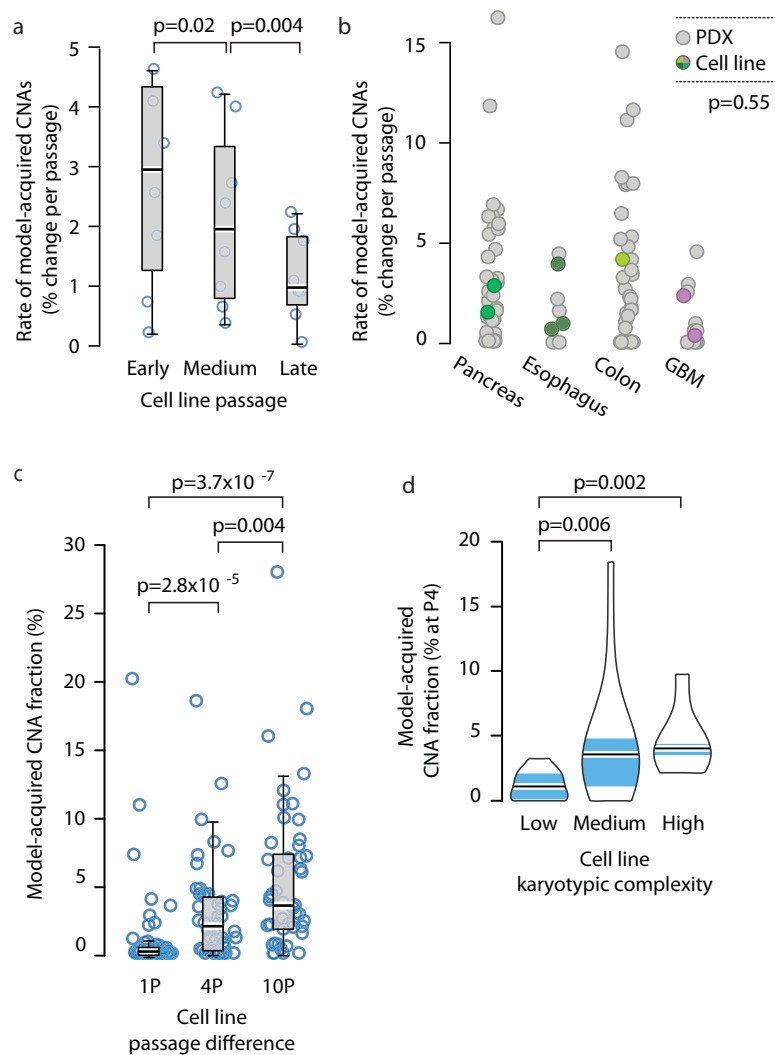 a
p=0.02
p=0.004
Rate of model-acquired CNAs
(% change per passage)
5
4
3
2
1
0
Early Medium Late
Cell line passage
b
PDX
Cell line
p=0.55
Rate of model-acquired CNAs
(% change per passage)
15
10
5
0
Pancreas
Esophagus
Colon
GBM
c
p=3.7x10 -7
p=0.004
p=2.8x10 -5
Model-acquired CNA fraction (%)
30
25
20
15
10
5
0
1P 4P 10P
Cell line
passage difference
d
p=0.002
p=0.006
Model-acquired
CNA fraction (% at P4)
20
15
10
5
0
Low Medium High
Cell line
karyotypic complexity